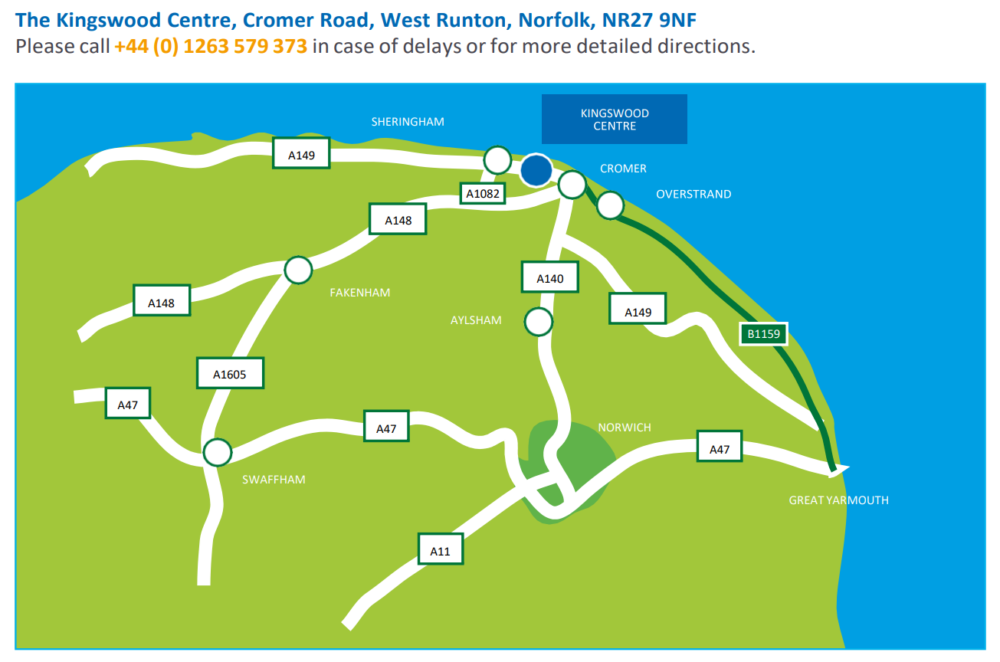 The Kingswood Centre, Cromer Road, West Runton, Norfolk, NR27 9NF
Please call +44 (0) 1263 579 373 in case of delays or for more detailed directions.
KINGSWOOD
CENTRE
SHERINGHAM
A149
CROMER
A1082
OVERSTRAND
A148
A140
FAKENHAM
A148
A149
AYLSHAM
B1159
A1605
A47
A47
NORWICH
A47
SWAFFHAM
GREAT YARMOUTH
A11